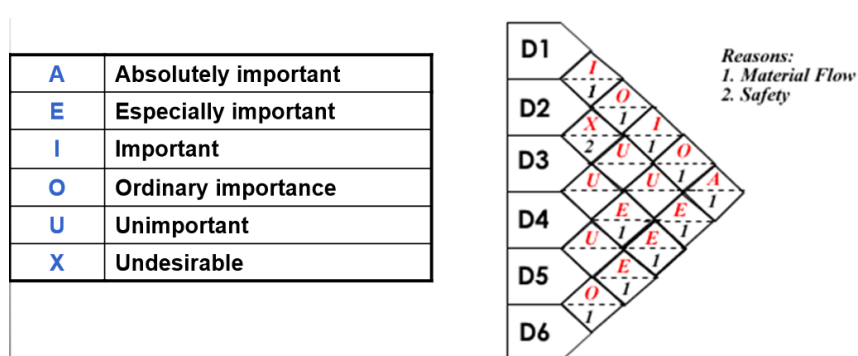 A Absolutely important
E Especially important
I Important
O Ordinary importance
U Unimportant
X Undesirable
D1
D2
D3
D4
D5
D6
I
1
O
1
X
2
I
1
U
O
1
U
U
A
1
E
1
E
1
U
E
1
E
1
O
1
Reasons:
1. Material Flow
2. Safety